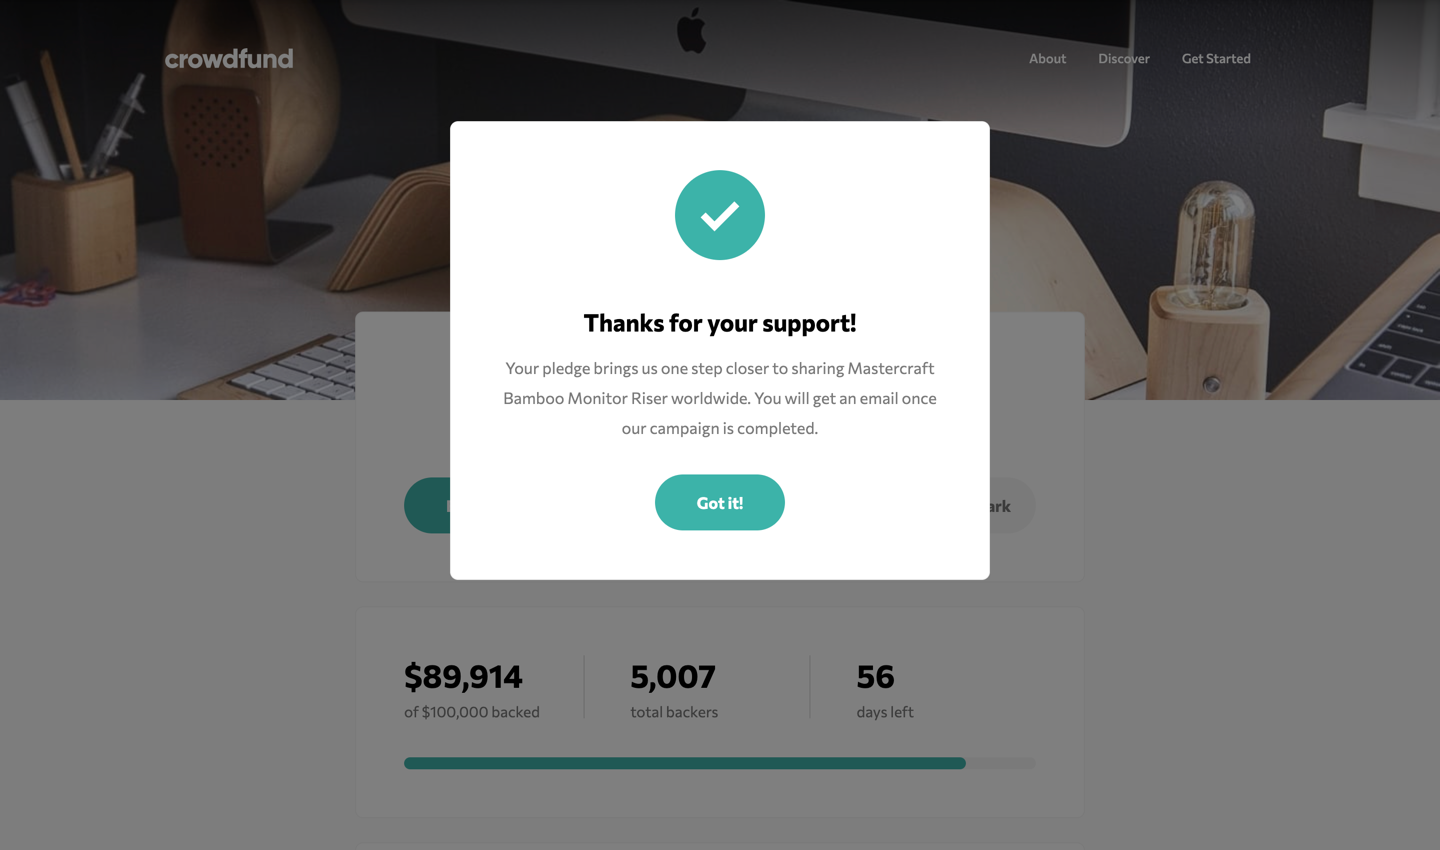 crowdfund
About
Discover
Get Started
Thanks for your support!
Your pledge brings us one step closer to sharing Mastercraft
Bamboo Monitor Riser worldwide. You will get an email once
our campaign is completed.
Got it!
$89,914
of $100,000 backed
5,007
total backers
56
days left